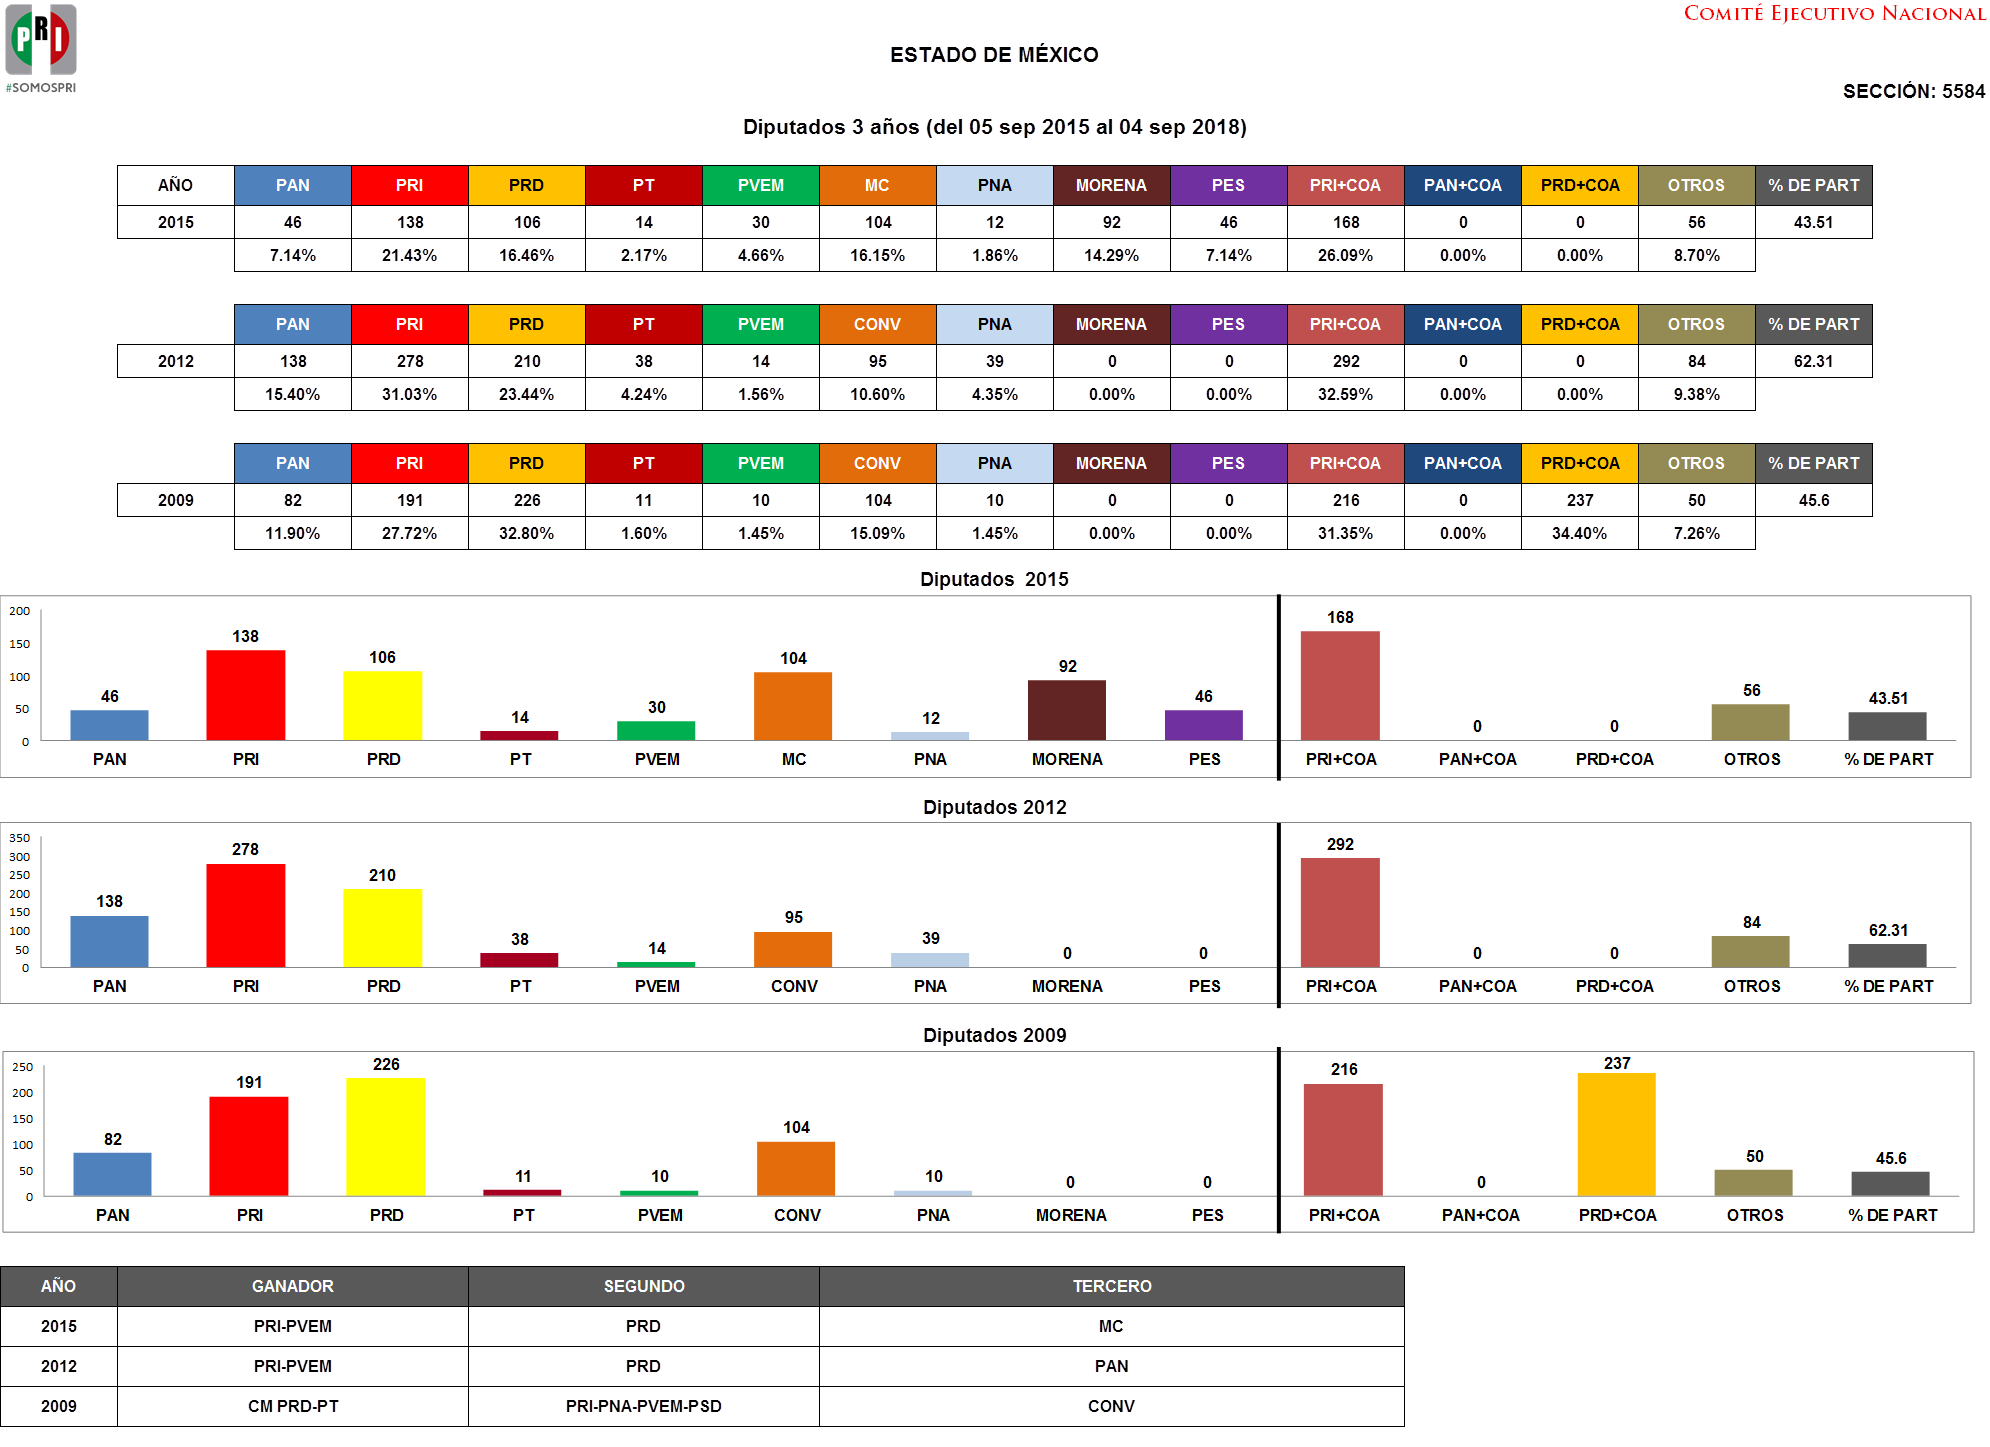 PRI
#SOMOSPRI
COMITÉ EJECUTIVO NACIONAL
ESTADO DE MÉXICO
SECCIÓN: 5584
Diputados 3 años (del 05 sep 2015 al 04 sep 2018)
AÑO PAN PRI PRD PT PVEM MC PNA MORENA PES PRI+COA PAN+COA PRD+COA OTROS % DE PART
2015 46 138 106 14 30 104 12 92 46 168 0 0 56 43.51
7.14% 21.43% 16.46% 2.17% 4.66% 16.15% 1.86% 14.29% 7.14% 26.09% 0.00% 0.00% 8.70%
PAN PRI PRD PT PVEM CONV PNA MORENA PES PRI+COA PAN+COA PRD+COA OTROS % DE PART
2012 138 278 210 38 14 95 39 0 0 292 0 0 84 62.31
15.40% 31.03% 23.44% 4.24% 1.56% 10.60% 4.35% 0.00% 0.00% 32.59% 0.00% 0.00% 9.38%
PAN PRI PRD PT PVEM CONV PNA MORENA PES PRI+COA PAN+COA PRD+COA OTROS % DE PART
2009 82 191 226 11 10 104 10 0 0 216 0 237 50 45.6
11.90% 27.72% 32.80% 1.60% 1.45% 15.09% 1.45% 0.00% 0.00% 31.35% 0.00% 34.40% 7.26%
Diputados 2015
200
150
100
50
0
46 138 106 14 30 104 12 92 46 168 0 0 56 43.51
PAN PRI PRD PT PVEM MC PNA MORENA PES PRI+COA PAN+COA PRD+COA OTROS % DE PART
Diputados 2012
350
300
250
200
150
100
50
0
138 278 210 38 14 95 39 0 0 292 0 0 84 62.31
PAN PRI PRD PT PVEM CONV PNA MORENA PES PRI+COA PAN+COA PRD+COA OTROS % DE PART
Diputados 2009
250
200
150
100
50
0
82 191 226 11 10 104 10 0 0 216 0 237 50 45.6
PAN PRI PRD PT PVEM CONV PNA MORENA PES PRI+COA PAN+COA PRD+COA OTROS % DE PART
AÑO GANADOR SEGUNDO TERCERO
2015 PRI-PVEM PRD MC
2012 PRI-PVEM PRD PAN
2009 CM PRD-PT PRI-PNA-PVEM-PSD CONV